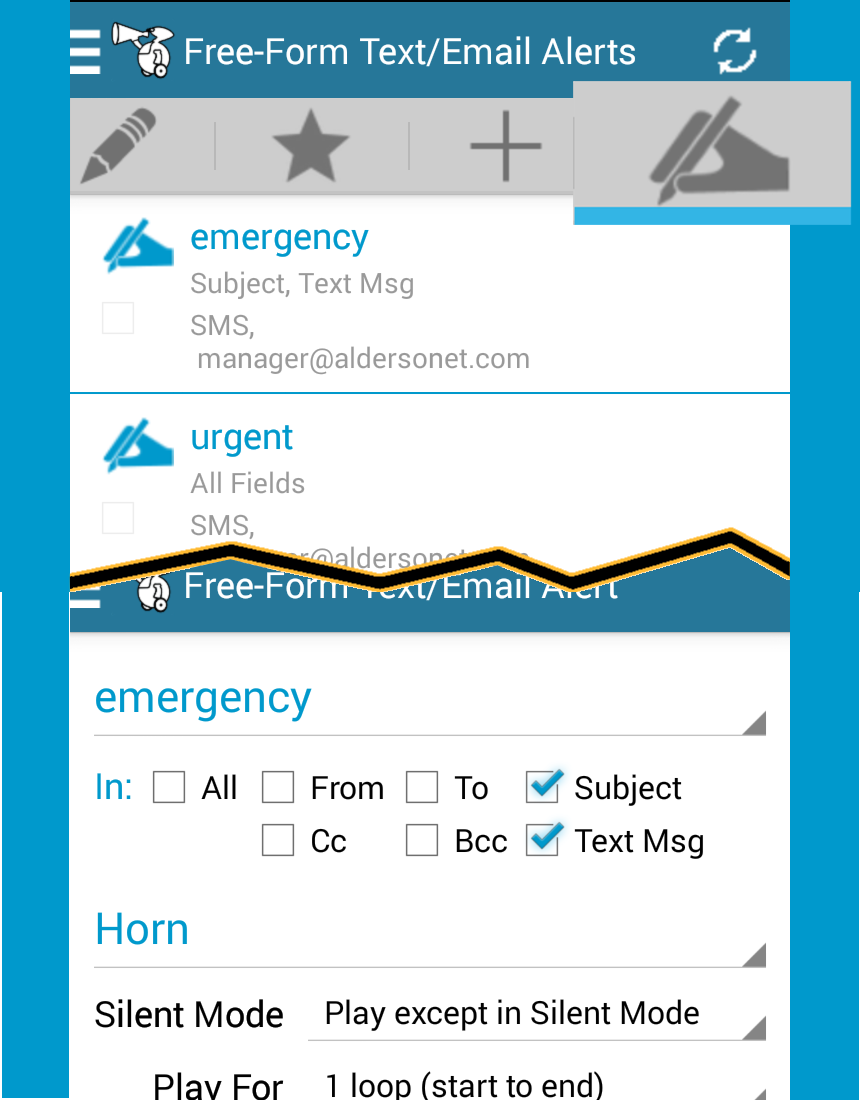 Free-Form Text/Email Alerts
emergency
Subject, Text Msg
SMS,
manager@aldersonet.com
urgent
All Fields
SMS,
r@aldersonet
Free-Form Text/Email Alert
emergency
In: All From To Subject
Cc Bcc Text Msg
Horn
Silent Mode Play except in Silent Mode
Play For 1 loop (start to end)